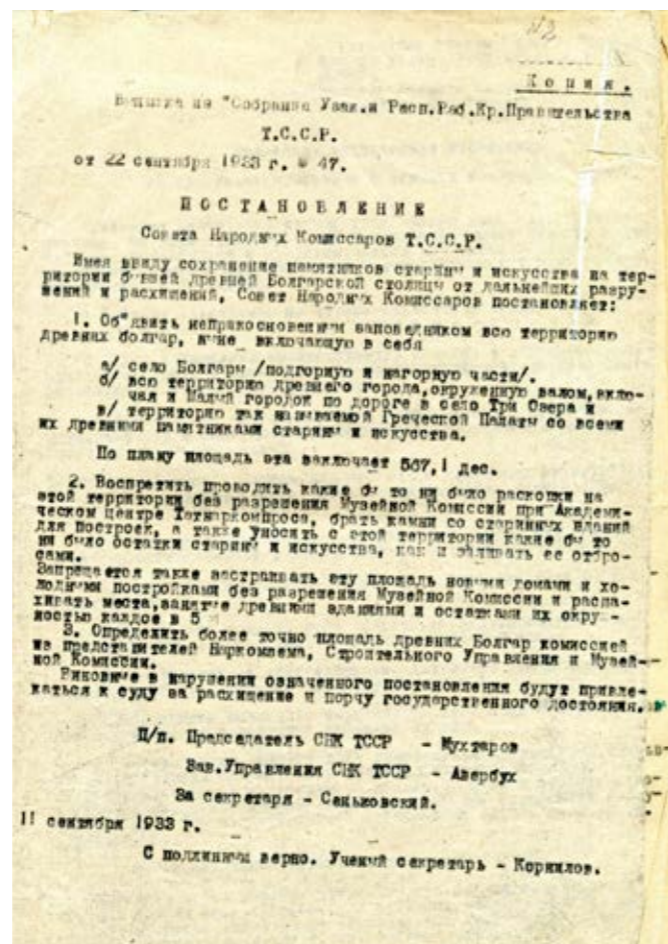 №2
К о п и я .
Выписка из "Собрания Узак.и Расп.Раб.Кр.Правительства
Т.С.С.Р.
от 22 сентября 1933 г. № 47.
П О С Т А Н О В Л Е Н И Е
Совета Народных Комиссаров Т.С.С.Р.
Имея ввиду сохранение памятников старины и искусства на тер-
ритории бывшей древней Болгарской столицы от дальнейших разру-
шений и расхищений, Совет Народных Комиссаров постановляет:
1. Об"явить неприкосновенным заповедником всю территорию
древних болгар, ныне включающую в себя
а/ село Болгары /подгорную и нагорную части/.
б/ всю территорию древнего города,окруженную валом,вклю-
чая и Малый городок по дороге в село Три Озера и
в/ территорию так называемой Греческой Палаты со всеми
их древними памятниками старины и искусства.
По плану площадь эта заключает 567,1 дес.
2. Воспретить проводить какие бы то ни было раскопки на
этой территории без разрешения Музейной Комиссии при Академи-
ческом центре Татнаркомпроса, брать камни со старинных зданий
для построек, а также уносить с этой территории какие бы то
ни было остатки старины и искусства, как и заливать ее отбро-
сами.
Запрещается также застраивать эту площадь новыми домами и хо-
лодными постройками без разрешения Музейной Комиссии и распа-
хивать места,занятые древними зданиями и остатками их окру -
ностью каждое в 5
3. Определить более точно площадь древних Болгар комиссией
из представителей Наркомзема, Строительного Управления и Музей-
ной Комиссии.
Виновные в нарушении означенного постановления будут привле-
каться к суду за расхищение и порчу государственного достояния.
П/п. Председатель СНК ТССР - Мухтаров
Зав.Управления СНК ТССР - Авербух
За секретаря - Саньковский.
11 сентября 1933 г.
С подлинным верно. Ученый секретарь - Корнилов.